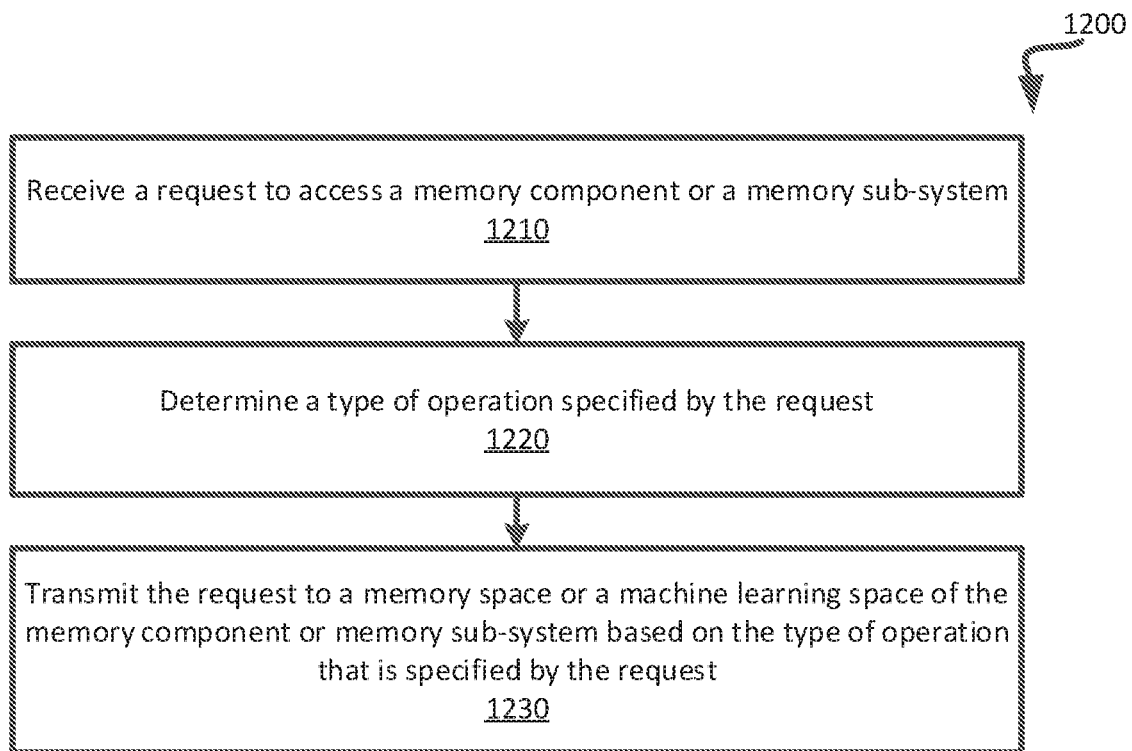 1200
Receive a request to access a memory component or a memory sub-system
1210
Determine a type of operation specified by the request
1220
Transmit the request to a memory space or a machine learning space of the
memory component or memory sub-system based on the type of operation
that is specified by the request
1230